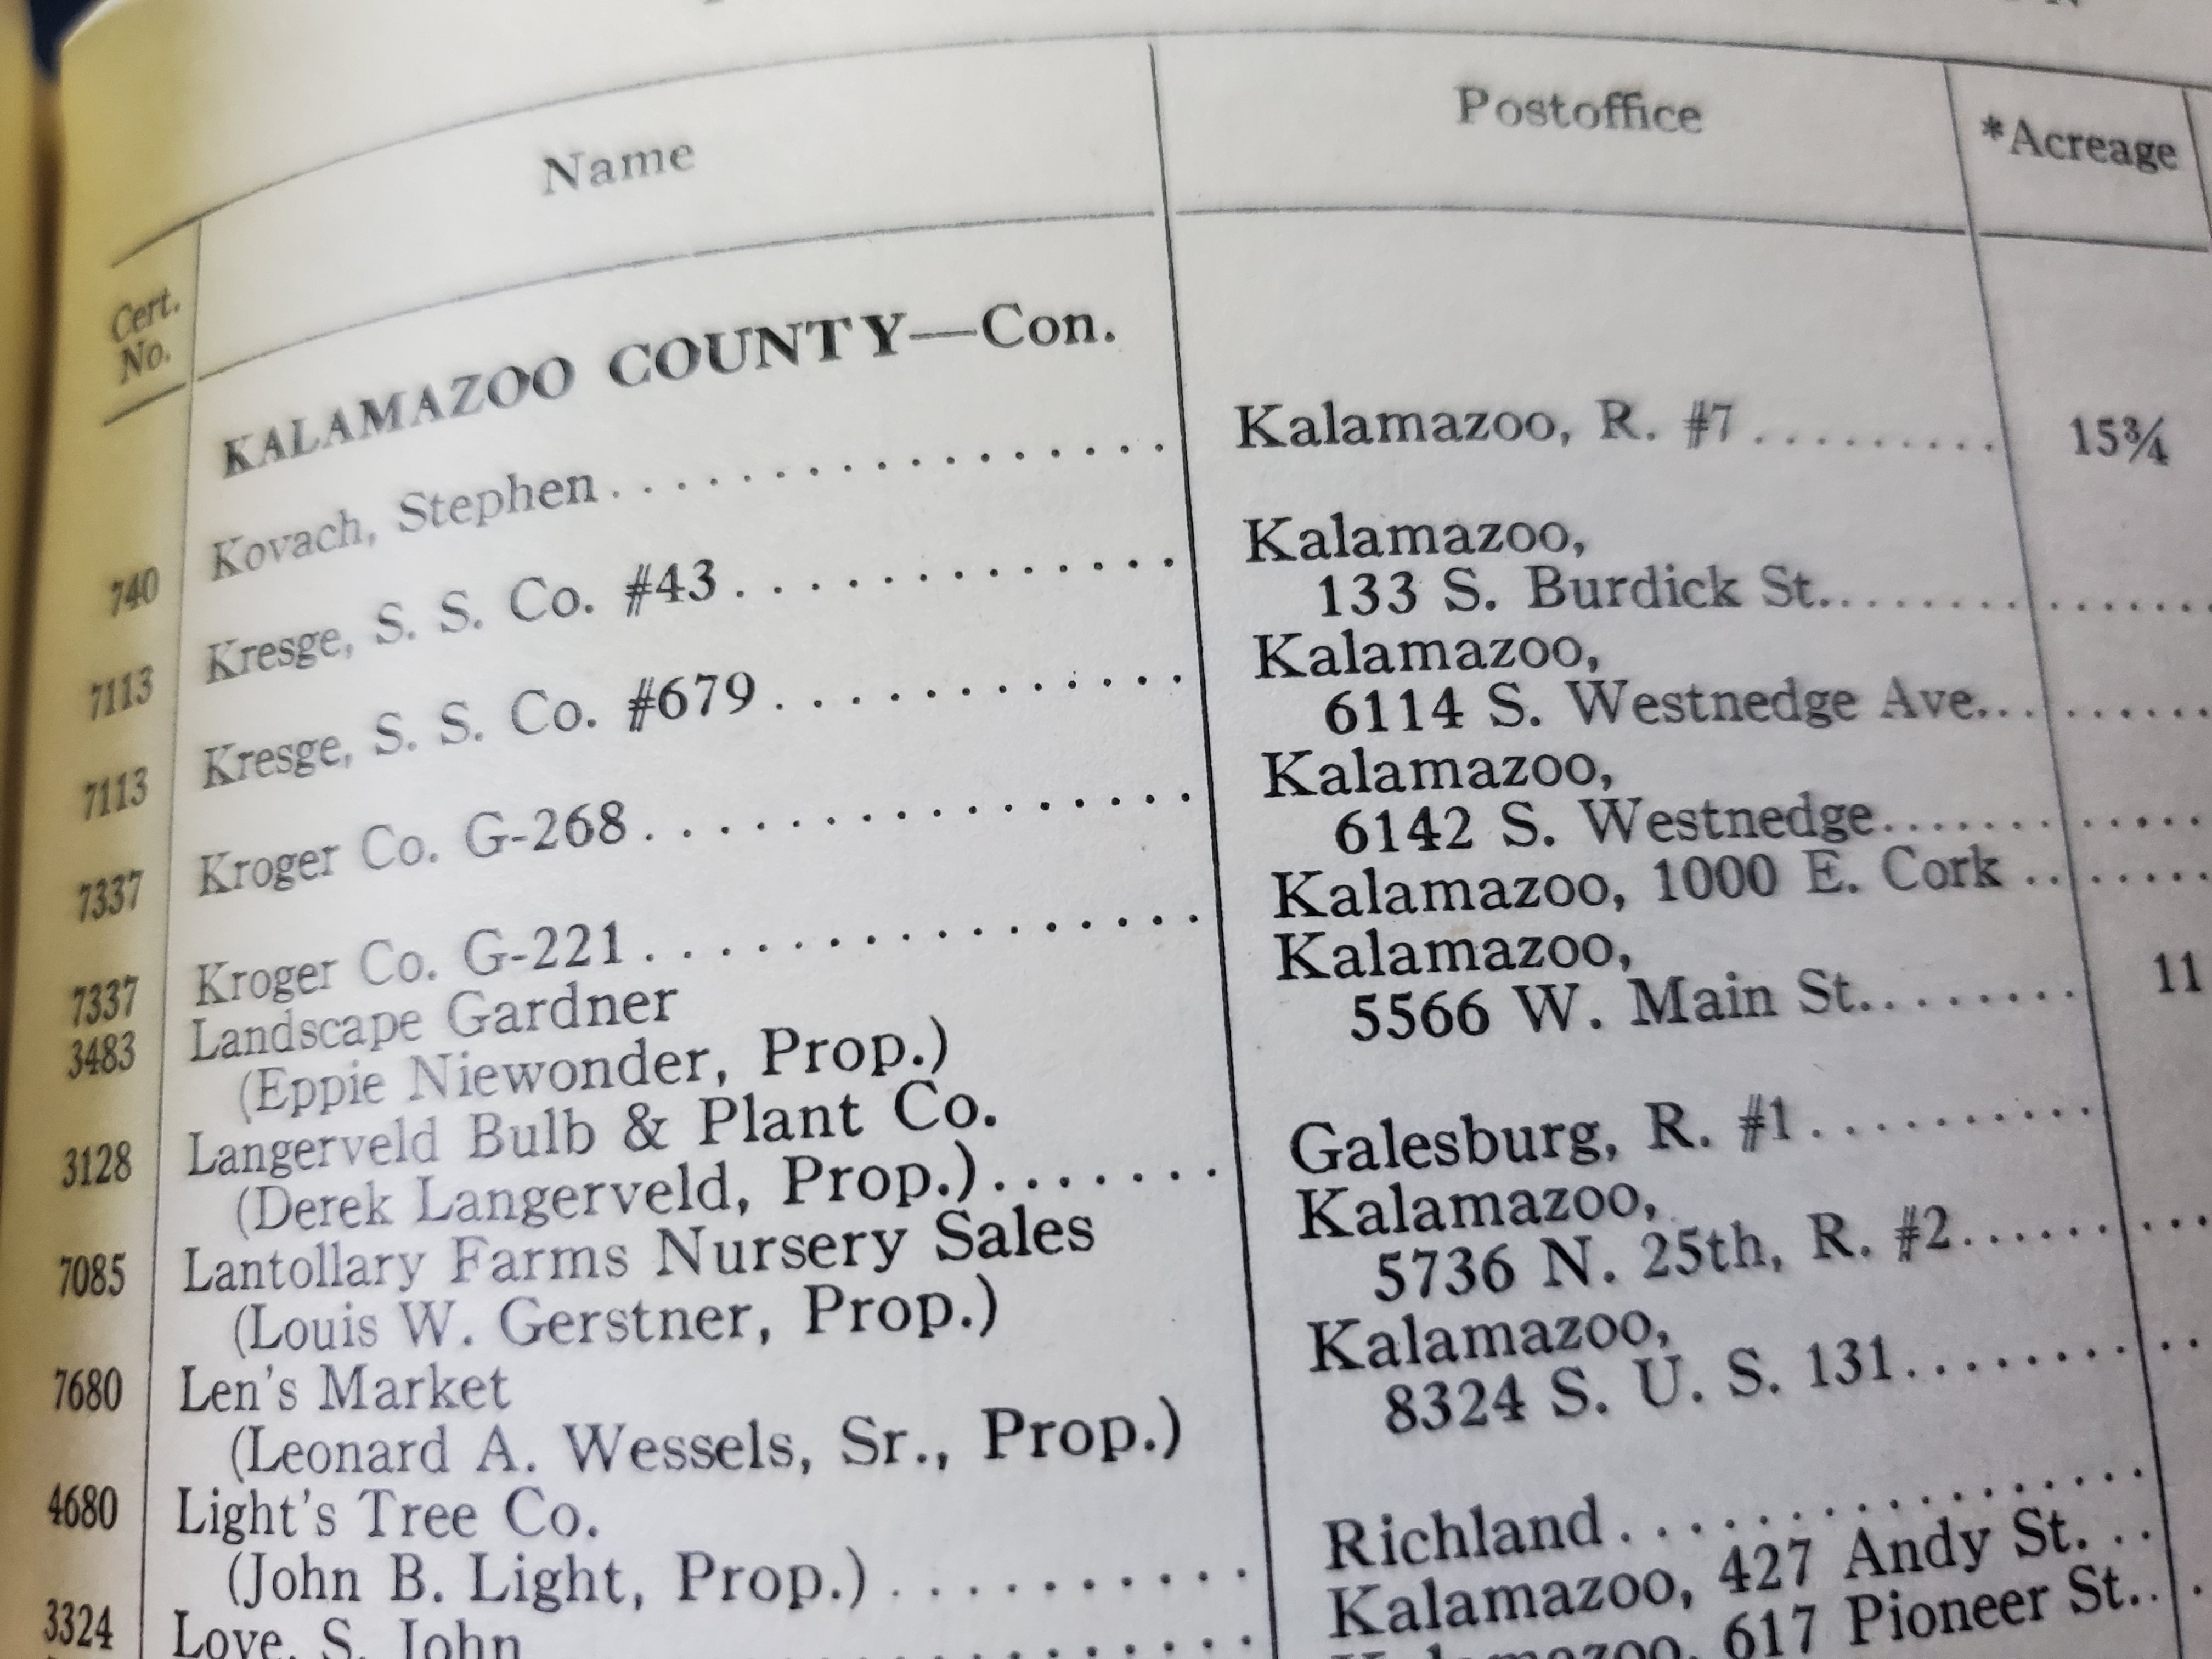 Cert. No. Name Postoffice *Acreage
KALAMAZOO COUNTY—Con.
740 Kovach, Stephen................ Kalamazoo, R. #7.......... 15¾
7113 Kresge, S. S. Co. #43............. Kalamazoo,
133 S. Burdick St...........
7113 Kresge, S. S. Co. #679............ Kalamazoo,
6114 S. Westnedge Ave..........
7337 Kroger Co. G-268................ Kalamazoo,
6142 S. Westnedge............
7337 Kroger Co. G-221................ Kalamazoo, 1000 E. Cork .......
3483 Landscape Gardner Kalamazoo,
(Eppie Niewonder, Prop.) 5566 W. Main St......... 11
3128 Langerveld Bulb & Plant Co.
(Derek Langerveld, Prop.)....... Galesburg, R. #1..........
7085 Lantollary Farms Nursery Sales Kalamazoo,
(Louis W. Gerstner, Prop.) 5736 N. 25th, R. #2.........
7680 Len's Market Kalamazoo,
(Leonard A. Wessels, Sr., Prop.) 8324 S. U. S. 131..........
4680 Light's Tree Co.
(John B. Light, Prop.).......... Richland................
3324 Love, S. John Kalamazoo, 427 Andy St. ..
Kalamazoo, 617 Pioneer St...